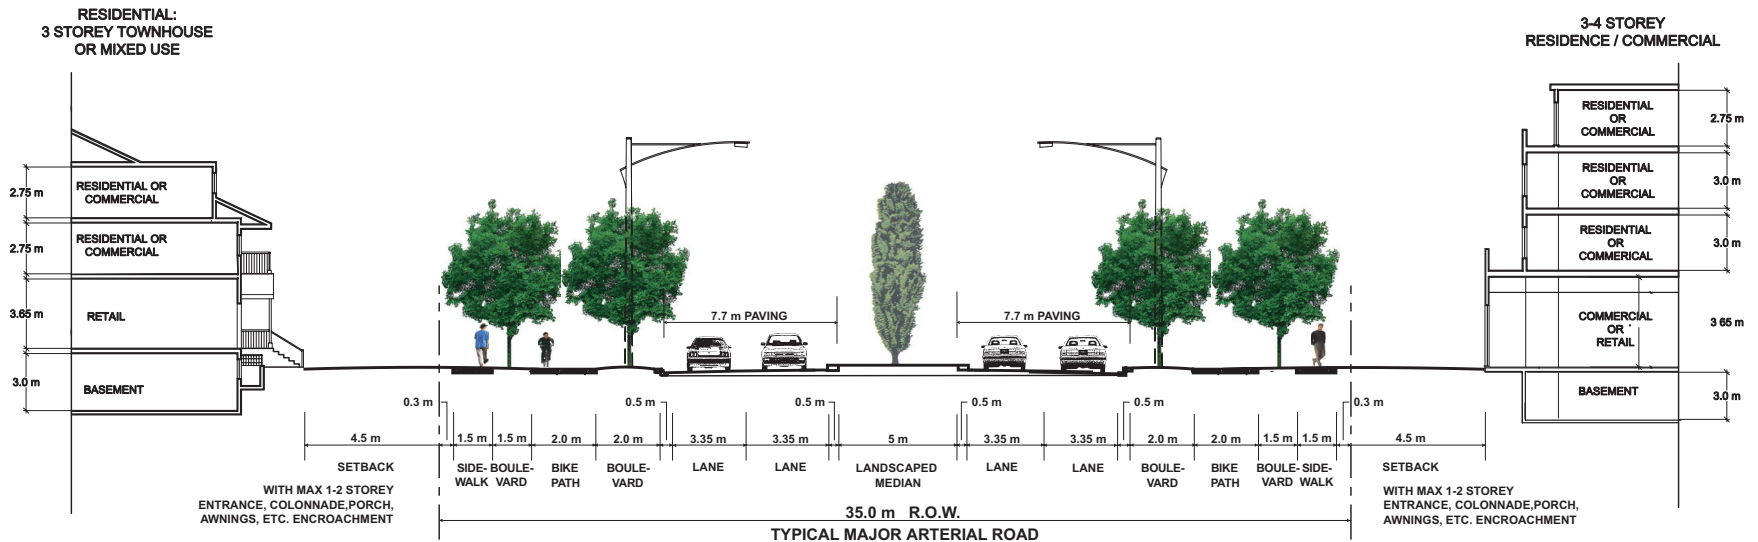 RESIDENTIAL:
3 STOREY TOWNHOUSE
OR MIXED USE
3-4 STOREY
RESIDENCE / COMMERCIAL
2.75 m
RESIDENTIAL OR
COMMERCIAL
2.75 m
RESIDENTIAL OR
COMMERCIAL
3.65 m
RETAIL
3.0 m
BASEMENT
7.7 m PAVING
7.7 m PAVING
RESIDENTIAL
OR
COMMERCIAL
2.75 m
RESIDENTIAL
OR
COMMERCIAL
3.0 m
RESIDENTIAL
OR
COMMERICAL
3.0 m
COMMERCIAL
OR
RETAIL
3 65 m
BASEMENT
3.0 m
0.3 m
0.5 m
0.5 m
0.5 m
0.5 m
0.3 m
4.5 m
1.5 m
1.5 m
2.0 m
2.0 m
3.35 m
3.35 m
5 m
3.35 m
3.35 m
2.0 m
2.0 m
1.5 m
1.5 m
4.5 m
SETBACK
SIDE-
WALK
BOULE-
VARD
BIKE
PATH
BOULE-
VARD
LANE
LANE
LANDSCAPED
MEDIAN
LANE
LANE
BOULE-
VARD
BIKE
PATH
BOULE-
VARD
SIDE-
WALK
SETBACK
WITH MAX 1-2 STOREY
ENTRANCE, COLONNADE,PORCH,
AWNINGS, ETC. ENCROACHMENT
WITH MAX 1-2 STOREY
ENTRANCE, COLONNADE,PORCH,
AWNINGS, ETC. ENCROACHMENT
35.0 m R.O.W.
TYPICAL MAJOR ARTERIAL ROAD